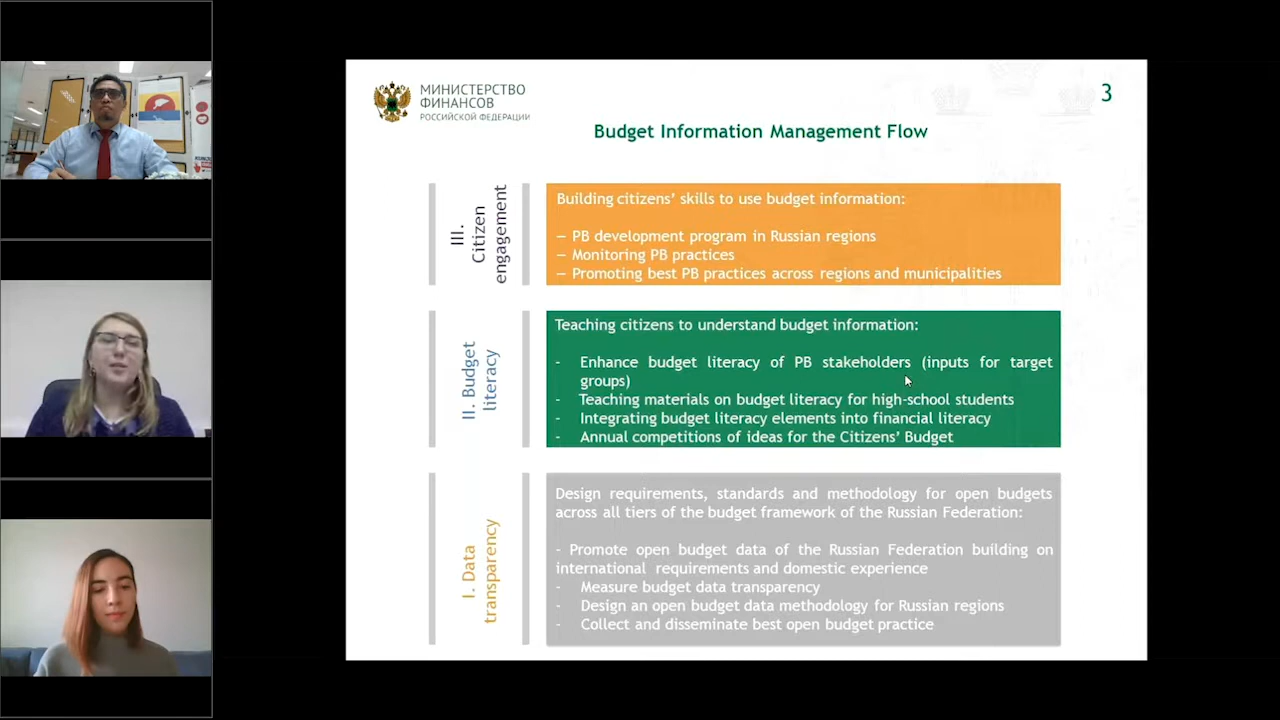 МИНИСТЕРСТВО
ФИНАНСОВ
РОССИЙСКОЙ ФЕДЕРАЦИИ
3
Budget Information Management Flow
III.
Citizen
engagement
Building citizens’ skills to use budget information:
— PB development program in Russian regions
— Monitoring PB practices
— Promoting best PB practices across regions and municipalities
II. Budget
literacy
Teaching citizens to understand budget information:
- Enhance budget literacy of PB stakeholders (inputs for target
groups)
- Teaching materials on budget literacy for high-school students
- Integrating budget literacy elements into financial literacy
- Annual competitions of ideas for the Citizens’ Budget
I. Data
transparency
Design requirements, standards and methodology for open budgets
across all tiers of the budget framework of the Russian Federation:
- Promote open budget data of the Russian Federation building on
international requirements and domestic experience
- Measure budget data transparency
- Design an open budget data methodology for Russian regions
- Collect and disseminate best open budget practice